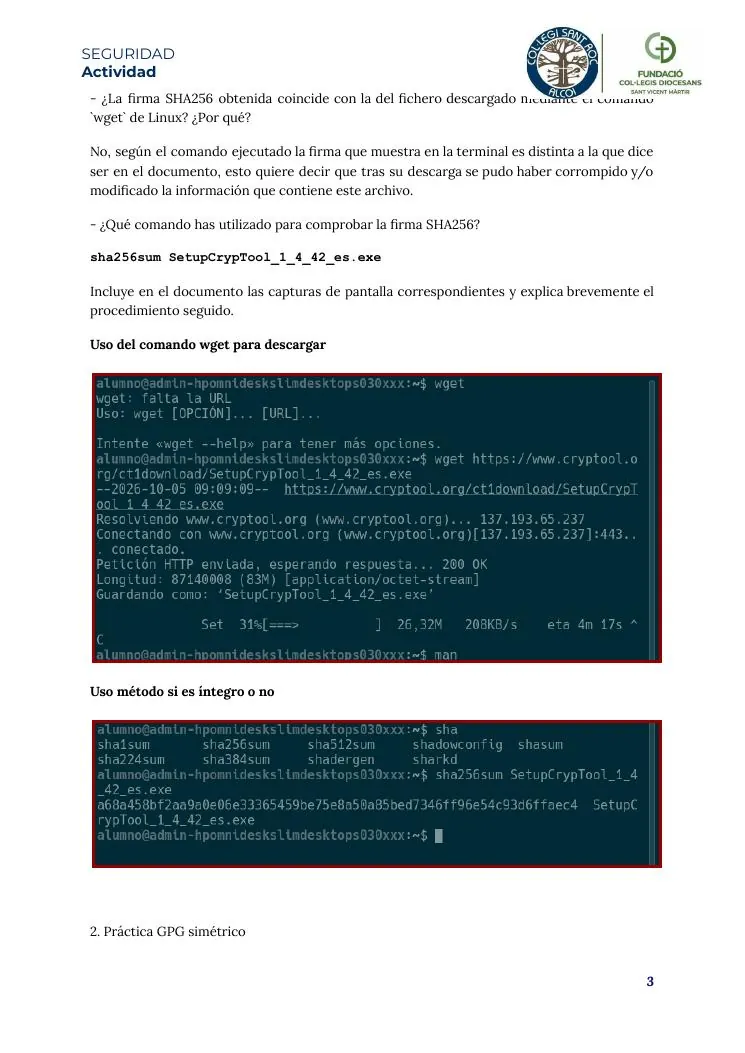 SEGURIDAD
Actividad
COL·LEGI SANT ROC
ALCOI
FUNDACIÓ
COL·LEGIS DIOCESANS
SANT VICENT MÀRTIR
- ¿La firma SHA256 obtenida coincide con la del fichero descargado mediante el comando
`wget` de Linux? ¿Por qué?
No, según el comando ejecutado la firma que muestra en la terminal es distinta a la que dice
ser en el documento, esto quiere decir que tras su descarga se pudo haber corrompido y/o
modificado la información que contiene este archivo.
- ¿Qué comando has utilizado para comprobar la firma SHA256?
sha256sum SetupCrypTool_1_4_42_es.exe
Incluye en el documento las capturas de pantalla correspondientes y explica brevemente el
procedimiento seguido.
Uso del comando wget para descargar
alumno@admin-hpomnideskslimdesktops030xxx:~$ wget
wget: falta la URL
Uso: wget [OPCIÓN]... [URL]...
Intente «wget --help» para tener más opciones.
alumno@admin-hpomnideskslimdesktops030xxx:~$ wget https://www.cryptool.o
rg/ct1download/SetupCrypTool_1_4_42_es.exe
--2026-10-05 09:09:09-- https://www.cryptool.org/ct1download/SetupCrypT
ool_1_4_42_es.exe
Resolviendo www.cryptool.org (www.cryptool.org)... 137.193.65.237
Conectando con www.cryptool.org (www.cryptool.org)[137.193.65.237]:443..
. conectado.
Petición HTTP enviada, esperando respuesta... 200 OK
Longitud: 87140008 (83M) [application/octet-stream]
Guardando como: ‘SetupCrypTool_1_4_42_es.exe’
Set 31%[===> ] 26,32M 208KB/s eta 4m 17s ^
C
alumno@admin-hpomnideskslimdesktops030xxx:~$ man
Uso método si es íntegro o no
alumno@admin-hpomnideskslimdesktops030xxx:~$ sha
sha1sum sha256sum sha512sum shadowconfig shasum
sha224sum sha384sum shadergen sharkd
alumno@admin-hpomnideskslimdesktops030xxx:~$ sha256sum SetupCrypTool_1_4
_42_es.exe
a68a458bf2aa9a0e06e33365459be75e8a50a85bed7346ff96e54c93d6ffaec4 SetupC
rypTool_1_4_42_es.exe
alumno@admin-hpomnideskslimdesktops030xxx:~$
2. Práctica GPG simétrico
3